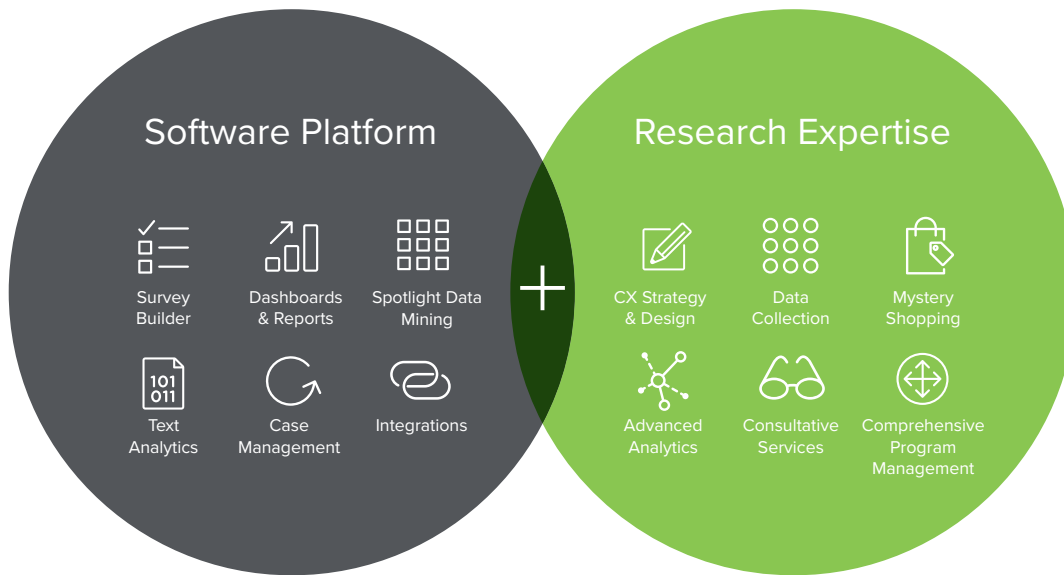 Software Platform
Survey
Builder
Dashboards
& Reports
Spotlight Data
Mining
101
011
Text
Analytics
Case
Management
Integrations
Research Expertise
CX Strategy
& Design
Data
Collection
Mystery
Shopping
Advanced
Analytics
Consultative
Services
Comprehensive
Program
Management